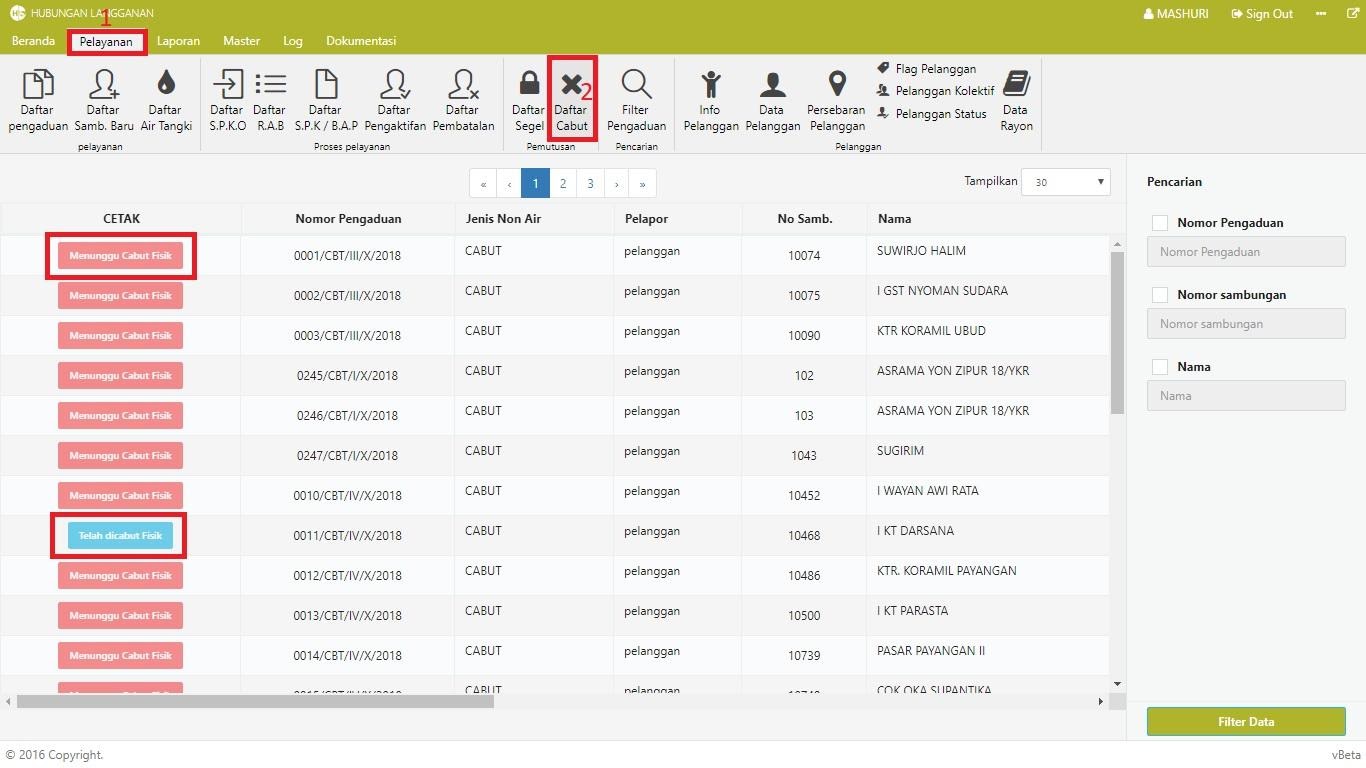 HUBUNGAN LANGGANAN
1
MASHURI
Sign Out
Beranda Pelayanan Laporan Master Log Dokumentasi
Daftar pengaduan
Daftar Samb. Baru
Daftar Air Tangki
pelayanan
Daftar S.P.K.O
Daftar R.A.B
Daftar S.P.K / B.A.P
Daftar Pengaktifan
Daftar Pembatalan
Proses pelayanan
Daftar Segel
2
Daftar Cabut
Pemutusan
Filter Pengaduan
Pencarian
Info Pelanggan
Data Pelanggan
Persebaran Pelanggan
Flag Pelanggan
Pelanggan Kolektif
Pelanggan Status
Data Rayon
Pelanggan
« ‹ 1 2 3 › »
Tampilkan 30
CETAK Nomor Pengaduan Jenis Non Air Pelapor No Samb. Nama
Menunggu Cabut Fisik 0001/CBT/III/X/2018 CABUT pelanggan 10074 SUWIRJO HALIM
Menunggu Cabut Fisik 0002/CBT/III/X/2018 CABUT pelanggan 10075 I GST NYOMAN SUDARA
Menunggu Cabut Fisik 0003/CBT/III/X/2018 CABUT pelanggan 10090 KTR KORAMIL UBUD
Menunggu Cabut Fisik 0245/CBT/I/X/2018 CABUT pelanggan 102 ASRAMA YON ZIPUR 18/YKR
Menunggu Cabut Fisik 0246/CBT/I/X/2018 CABUT pelanggan 103 ASRAMA YON ZIPUR 18/YKR
Menunggu Cabut Fisik 0247/CBT/I/X/2018 CABUT pelanggan 1043 SUGIRIM
Menunggu Cabut Fisik 0010/CBT/IV/X/2018 CABUT pelanggan 10452 I WAYAN AWI RATA
Telah dicabut Fisik 0011/CBT/IV/X/2018 CABUT pelanggan 10468 I KT DARSANA
Menunggu Cabut Fisik 0012/CBT/IV/X/2018 CABUT pelanggan 10486 KTR. KORAMIL PAYANGAN
Menunggu Cabut Fisik 0013/CBT/IV/X/2018 CABUT pelanggan 10500 I KT PARASTA
Menunggu Cabut Fisik 0014/CBT/IV/X/2018 CABUT pelanggan 10739 PASAR PAYANGAN II
Menunggu Cabut Fisik 0015/CBT/IV/X/2018 CABUT pelanggan 10740 COK OKA SUPANTIKA
Pencarian
Nomor Pengaduan
Nomor Pengaduan
Nomor sambungan
Nomor sambungan
Nama
Nama
Filter Data
© 2016 Copyright.
vBeta